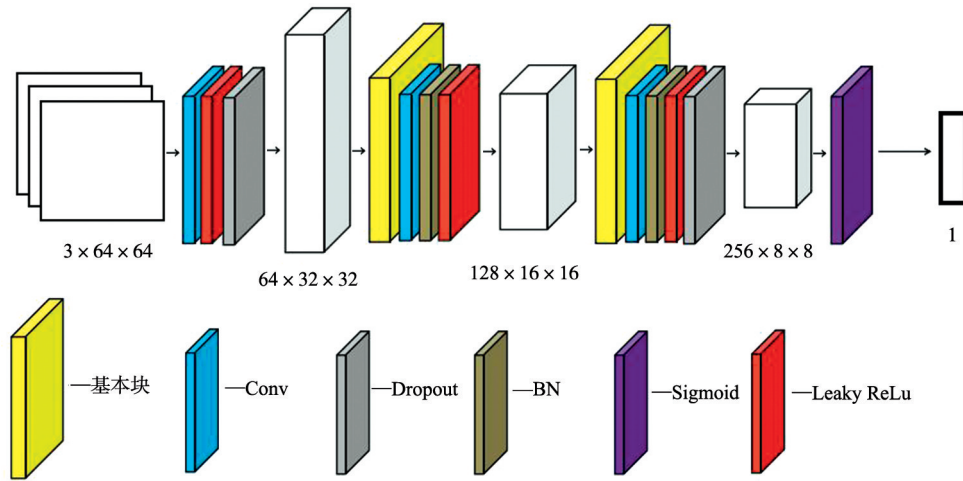 3 × 64 × 64
64 × 32 × 32
128 × 16 × 16
256 × 8 × 8
1
—基本块
—Conv
—Dropout
—BN
—Sigmoid
—Leaky ReLu